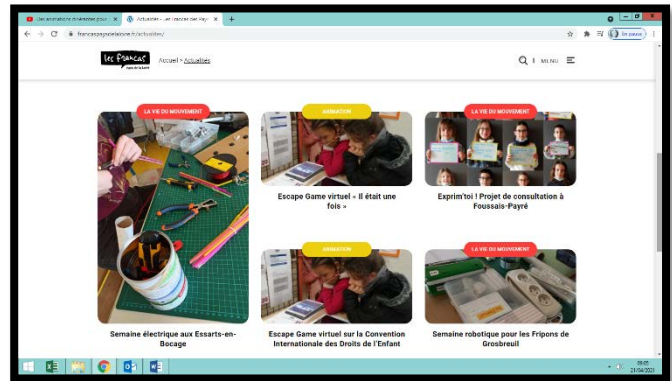 Actualités - Les Francas des Pay
francaspaysdelaloire.fr/actualites/
En pause
les francas
Accueil > Actualités
MENU
LA VIE DU MOUVEMENT
ANIMATION
LA VIE DU MOUVEMENT
Escape Game virtuel « Il était une
fois »
Exprim'toi ! Projet de consultation à
Foussais-Payré
ANIMATION
LA VIE DU MOUVEMENT
Semaine électrique aux Essarts-en-
Bocage
Escape Game virtuel sur la Convention
Internationale des Droits de l'Enfant
Semaine robotique pour les Fripons de
Grosbreuil
21/04/2021